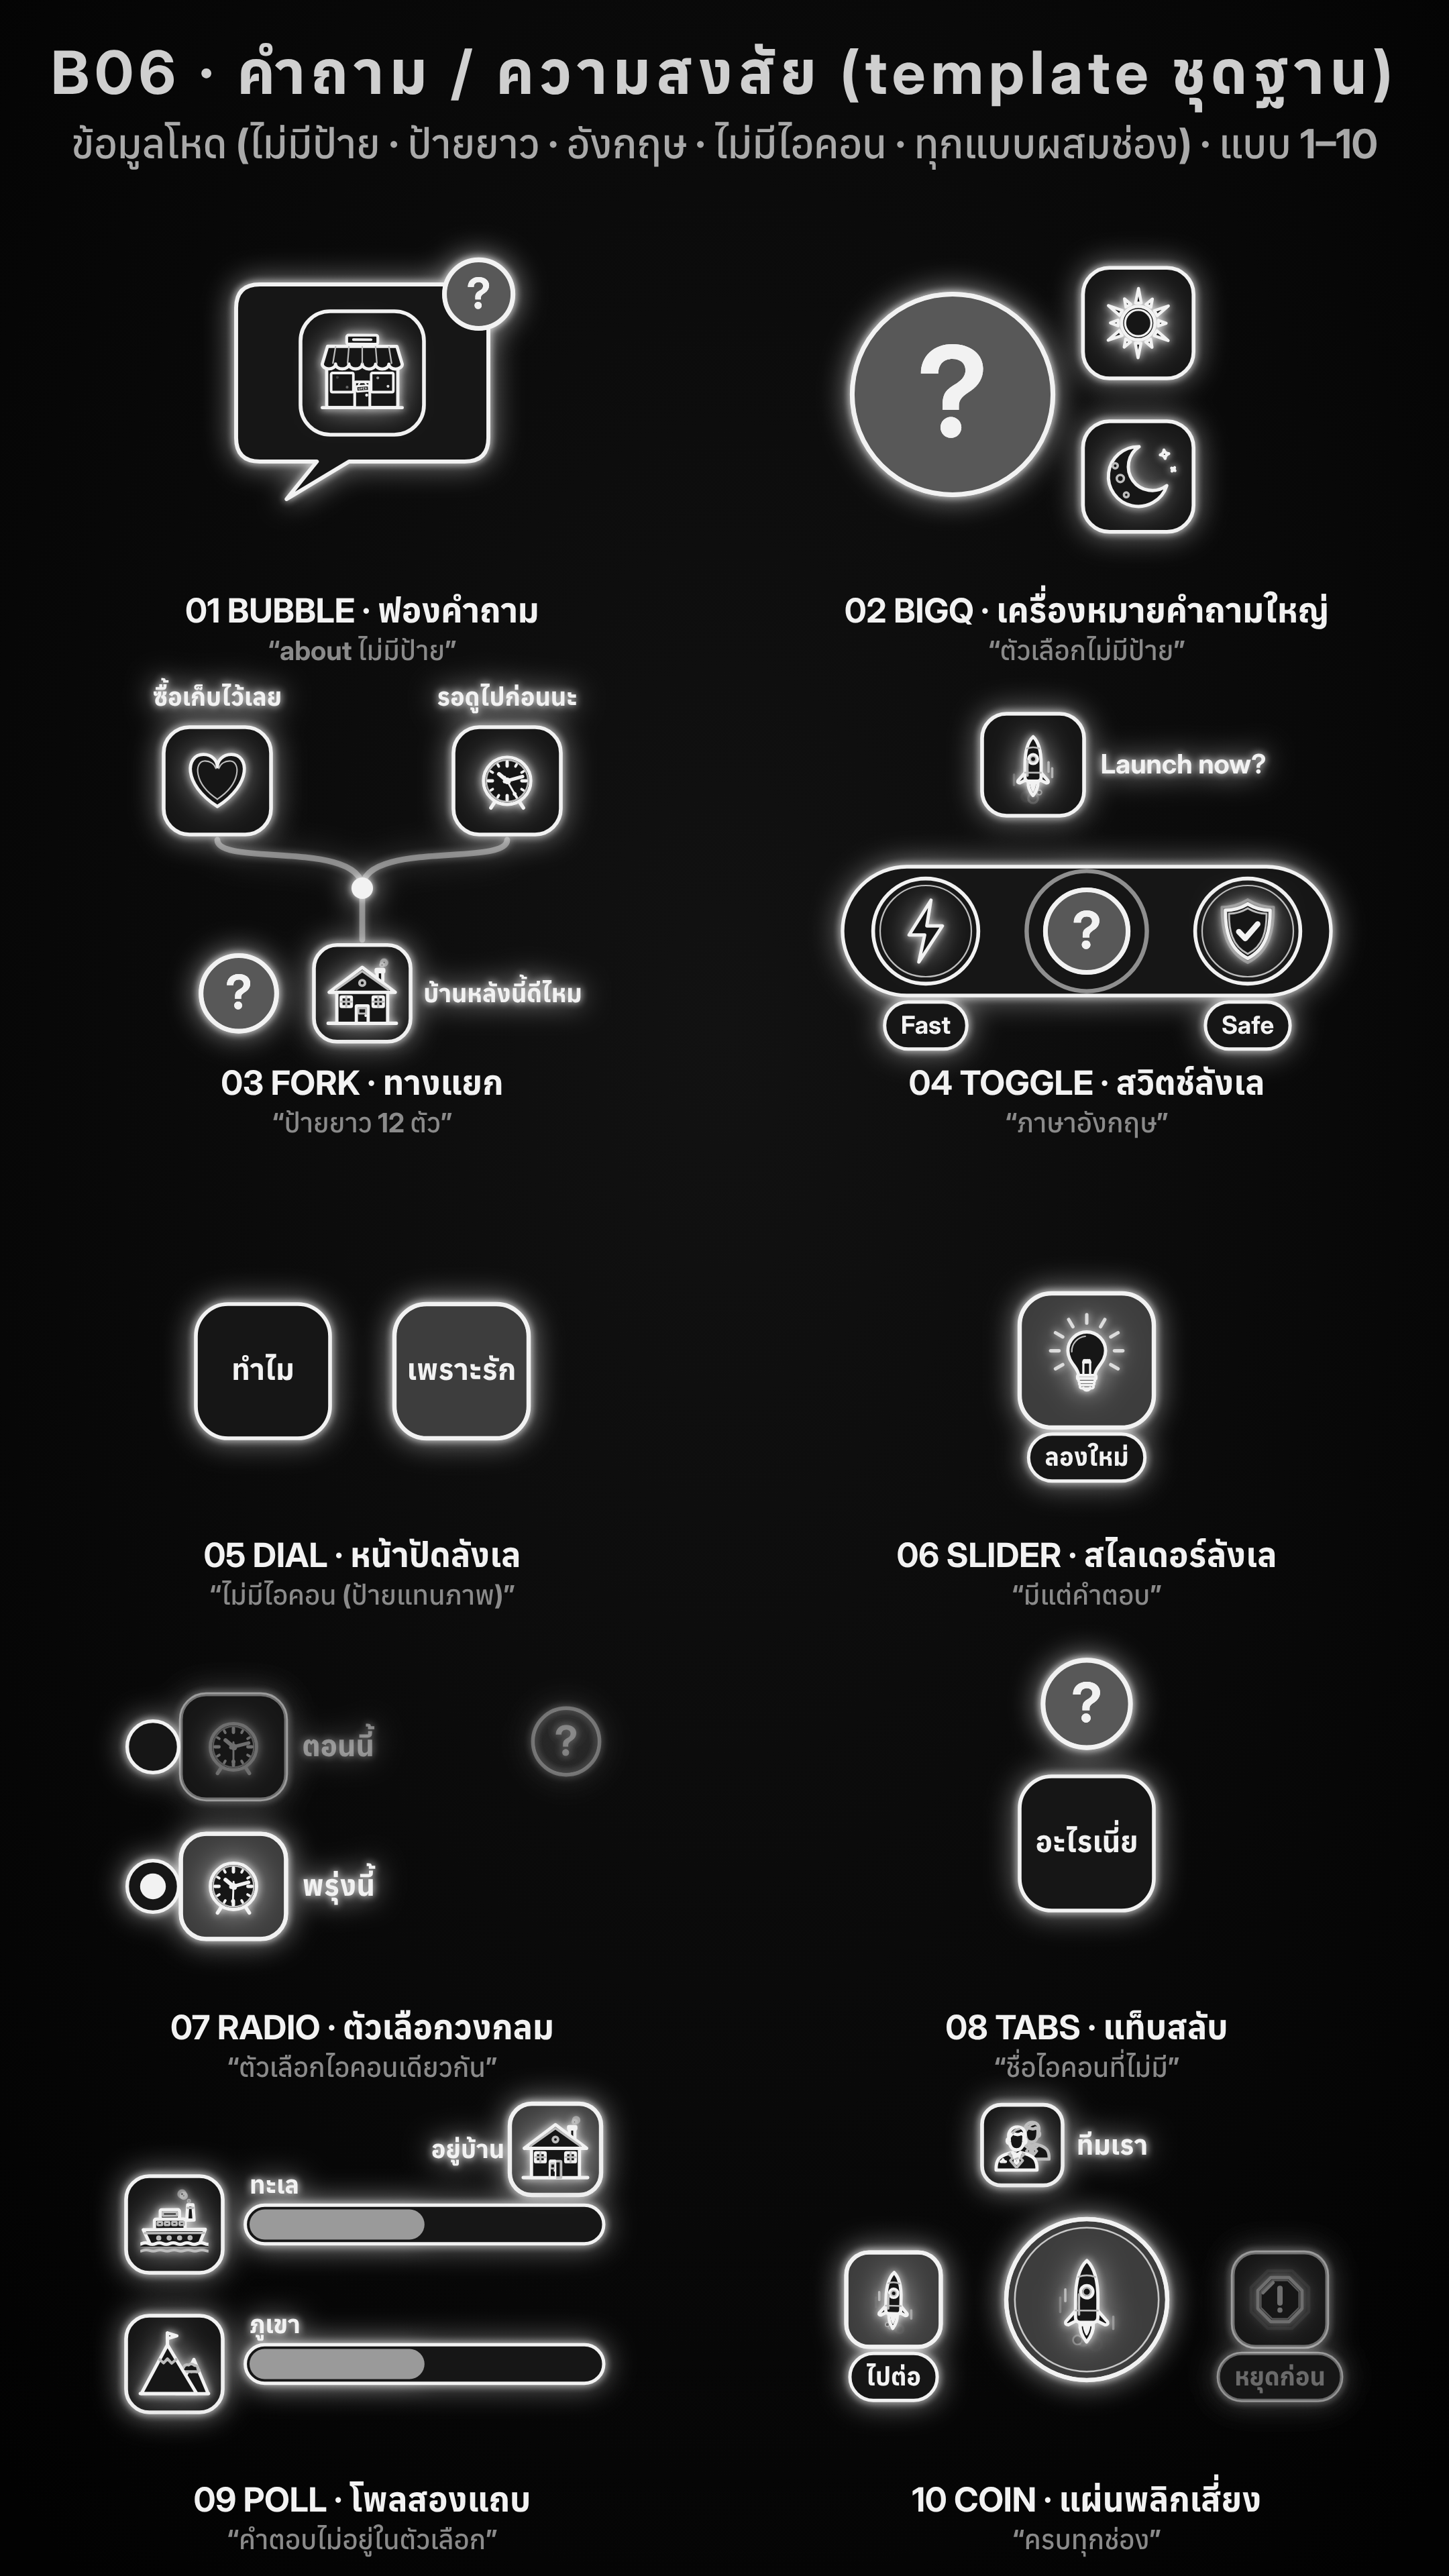 B06 · คำถาม / ความสงสัย (template ชุดฐาน)
ข้อมูลโหด (ไม่มีป้าย · ป้ายยาว · อังกฤษ · ไม่มีไอคอน · ทุกแบบผสมช่อง) · แบบ 1–10
?
?
01 BUBBLE · ฟองคำถาม
“about ไม่มีป้าย”
02 BIGQ · เครื่องหมายคำถามใหญ่
“ตัวเลือกไม่มีป้าย”
ซื้อเก็บไว้เลย
รอดูไปก่อนนะ
?
บ้านหลังนี้ดีไหม
03 FORK · ทางแยก
“ป้ายยาว 12 ตัว”
Launch now?
?
Fast
Safe
04 TOGGLE · สวิตช์ลังเล
“ภาษาอังกฤษ”
ทำไม
เพราะรัก
05 DIAL · หน้าปัดลังเล
“ไม่มีไอคอน (ป้ายแทนภาพ)”
ลองใหม่
06 SLIDER · สไลเดอร์ลังเล
“มีแต่คำตอบ”
ตอนนี้
?
พรุ่งนี้
07 RADIO · ตัวเลือกวงกลม
“ตัวเลือกไอคอนเดียวกัน”
?
อะไรเนี่ย
08 TABS · แท็บสลับ
“ชื่อไอคอนที่ไม่มี”
อยู่บ้าน
ทะเล
ภูเขา
09 POLL · โพลสองแถบ
“คำตอบไม่อยู่ในตัวเลือก”
ทีมเรา
ไปต่อ
หยุดก่อน
10 COIN · แผ่นพลิกเสี่ยง
“ครบทุกช่อง”